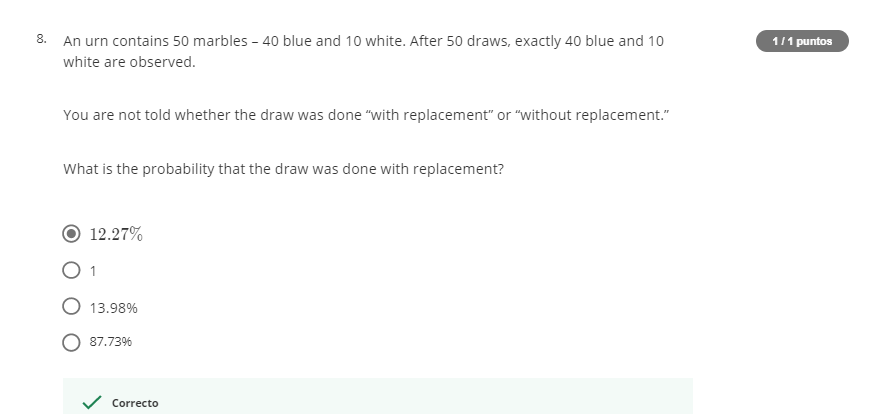 8. An urn contains 50 marbles – 40 blue and 10 white. After 50 draws, exactly 40 blue and 10
1 / 1 puntos
white are observed.
You are not told whether the draw was done “with replacement” or “without replacement.”
What is the probability that the draw was done with replacement?
12.27%
1
13.98%
87.73%
Correcto